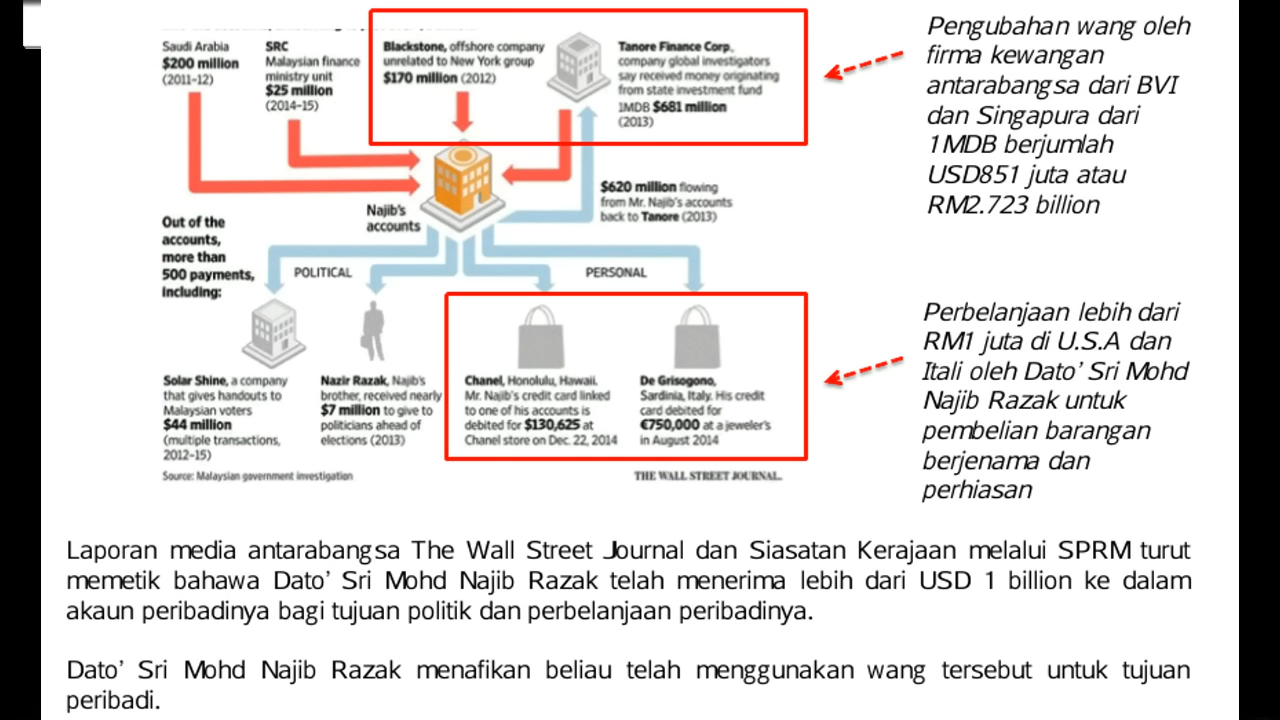 Saudi Arabia
$200 million
(2011-12)
SRC
Malaysian finance
ministry unit
$25 million
(2014-15)
Blackstone, offshore company
unrelated to New York group
$170 million (2012)
Tanore Finance Corp.,
company global investigators
say received money originating
from state investment fund
1MDB $681 million
(2013)
Pengubahan wang oleh
firma kewangan
antarabangsa dari BVI
dan Singapura dari
1MDB berjumlah
USD851 juta atau
RM2.723 billion
$620 million flowing
from Mr. Najib's accounts
back to Tanore (2013)
Najib's
accounts
Out of the
accounts,
more than
500 payments,
including:
POLITICAL
PERSONAL
Solar Shine, a company
that gives handouts to
Malaysian voters
$44 million
(multiple transactions,
2012-15)
Nazir Razak, Najib's
brother, received nearly
$7 million to give to
politicians ahead of
elections (2013)
Chanel, Honolulu, Hawaii.
Mr. Najib's credit card linked
to one of his accounts is
debited for $130,625 at
Chanel store on Dec. 22, 2014
De Grisogono,
Sardinia, Italy. His credit
card debited for
€750,000 at a jeweler's
in August 2014
Perbelanjaan lebih dari
RM1 juta di U.S.A dan
Itali oleh Dato' Sri Mohd
Najib Razak untuk
pembelian barangan
berjenama dan
perhiasan
Source: Malaysian government investigation
THE WALL STREET JOURNAL.
Laporan media antarabangsa The Wall Street Journal dan Siasatan Kerajaan melalui SPRM turut
memetik bahawa Dato' Sri Mohd Najib Razak telah menerima lebih dari USD 1 billion ke dalam
akaun peribadinya bagi tujuan politik dan perbelanjaan peribadinya.
Dato' Sri Mohd Najib Razak menafikan beliau telah menggunakan wang tersebut untuk tujuan
peribadi.